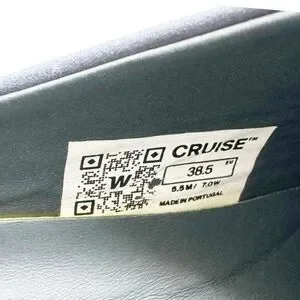 W
CRUISE™
EU
38.5
5.5M / 7.0W
MADE IN PORTUGAL